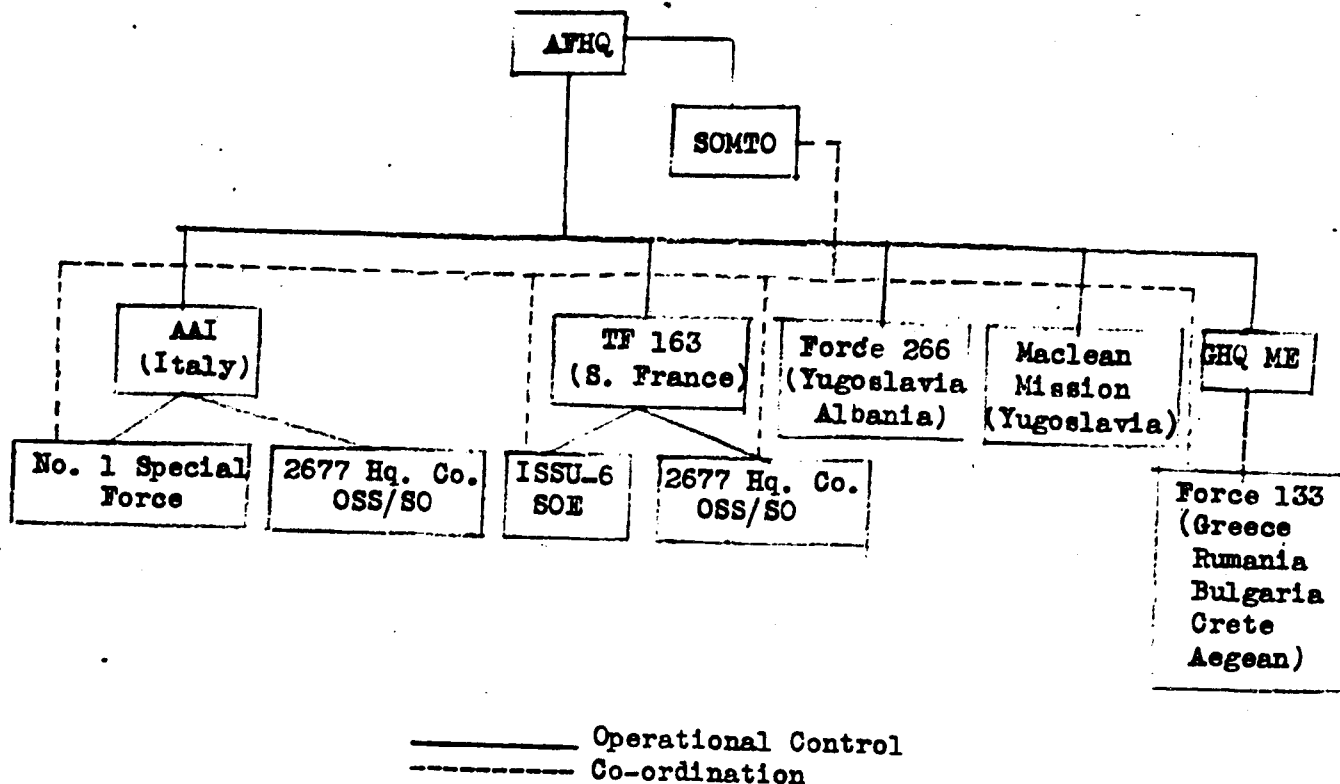 AFHQ
SOMTO
AAI
(Italy)
TF 163
(S. France)
Force 266
(Yugoslavia
Albania)
Maclean
Mission
(Yugoslavia)
GHQ ME
No. 1 Special
Force
2677 Hq. Co.
OSS/SO
ISSU-6
SOE
2677 Hq. Co.
OSS/SO
Force 133
(Greece
Rumania
Bulgaria
Crete
Aegean)
Operational Control
Co-ordination